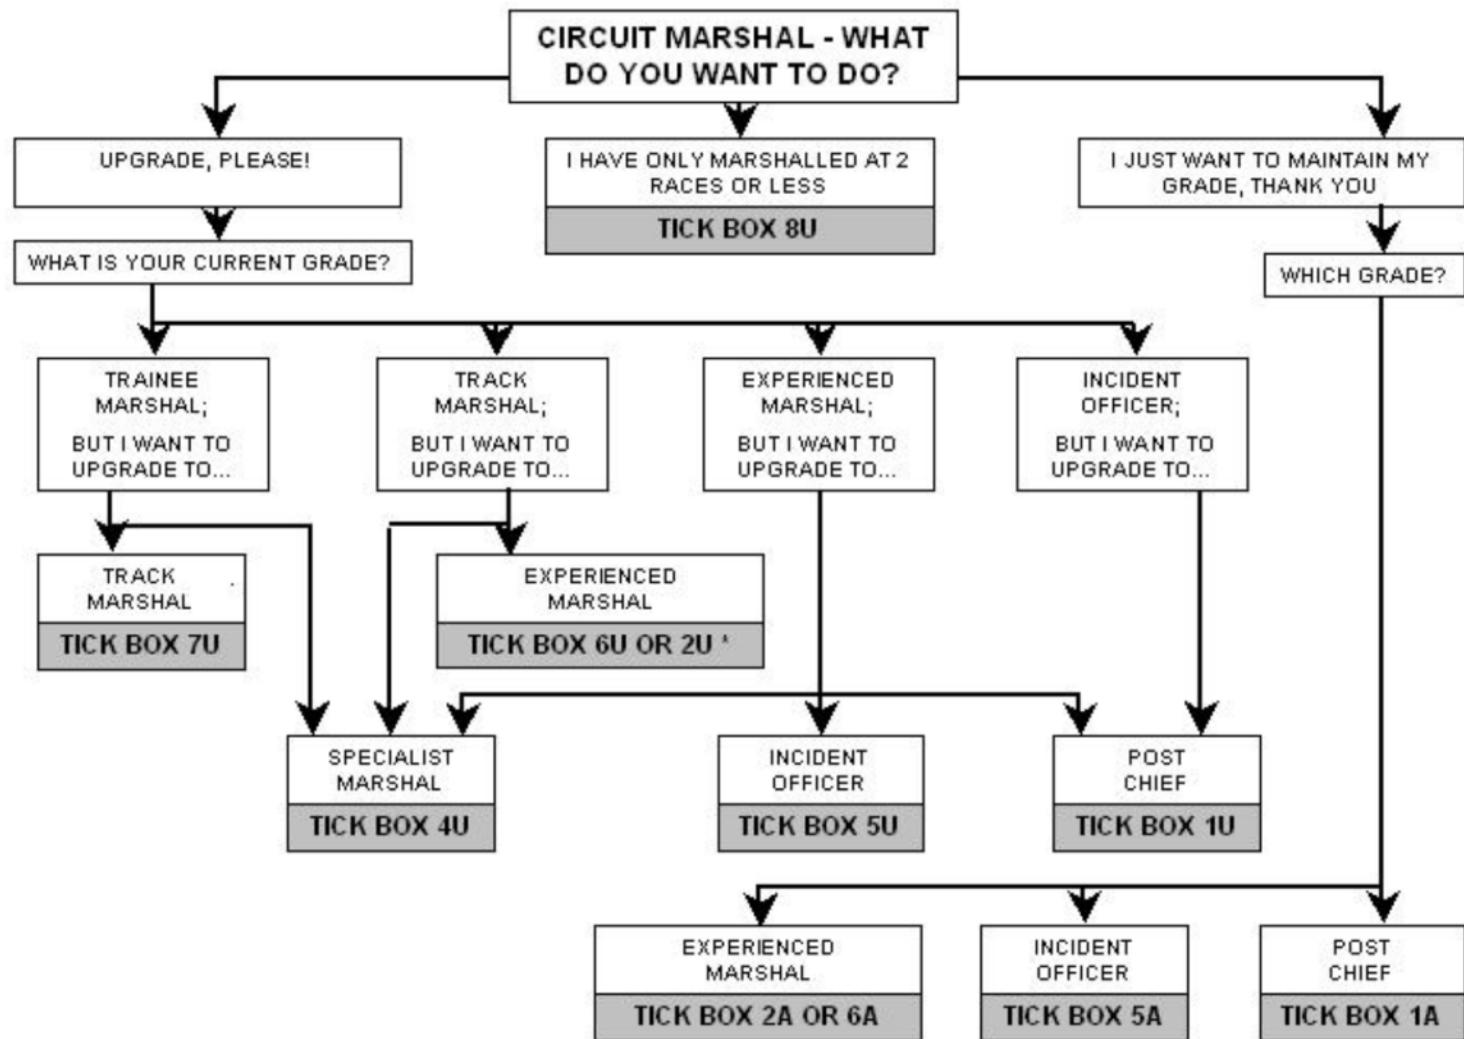 CIRCUIT MARSHAL - WHAT
DO YOU WANT TO DO?
UPGRADE, PLEASE!
I HAVE ONLY MARSHALLED AT 2
RACES OR LESS
TICK BOX 8U
I JUST WANT TO MAINTAIN MY
GRADE, THANK YOU
WHAT IS YOUR CURRENT GRADE?
WHICH GRADE?
TRAINEE
MARSHAL;
BUT I WANT TO
UPGRADE TO...
TRACK
MARSHAL;
BUT I WANT TO
UPGRADE TO...
EXPERIENCED
MARSHAL;
BUT I WANT TO
UPGRADE TO...
INCIDENT
OFFICER;
BUT I WANT TO
UPGRADE TO...
TRACK
MARSHAL
TICK BOX 7U
EXPERIENCED
MARSHAL
TICK BOX 6U OR 2U *
SPECIALIST
MARSHAL
TICK BOX 4U
INCIDENT
OFFICER
TICK BOX 5U
POST
CHIEF
TICK BOX 1U
EXPERIENCED
MARSHAL
TICK BOX 2A OR 6A
INCIDENT
OFFICER
TICK BOX 5A
POST
CHIEF
TICK BOX 1A